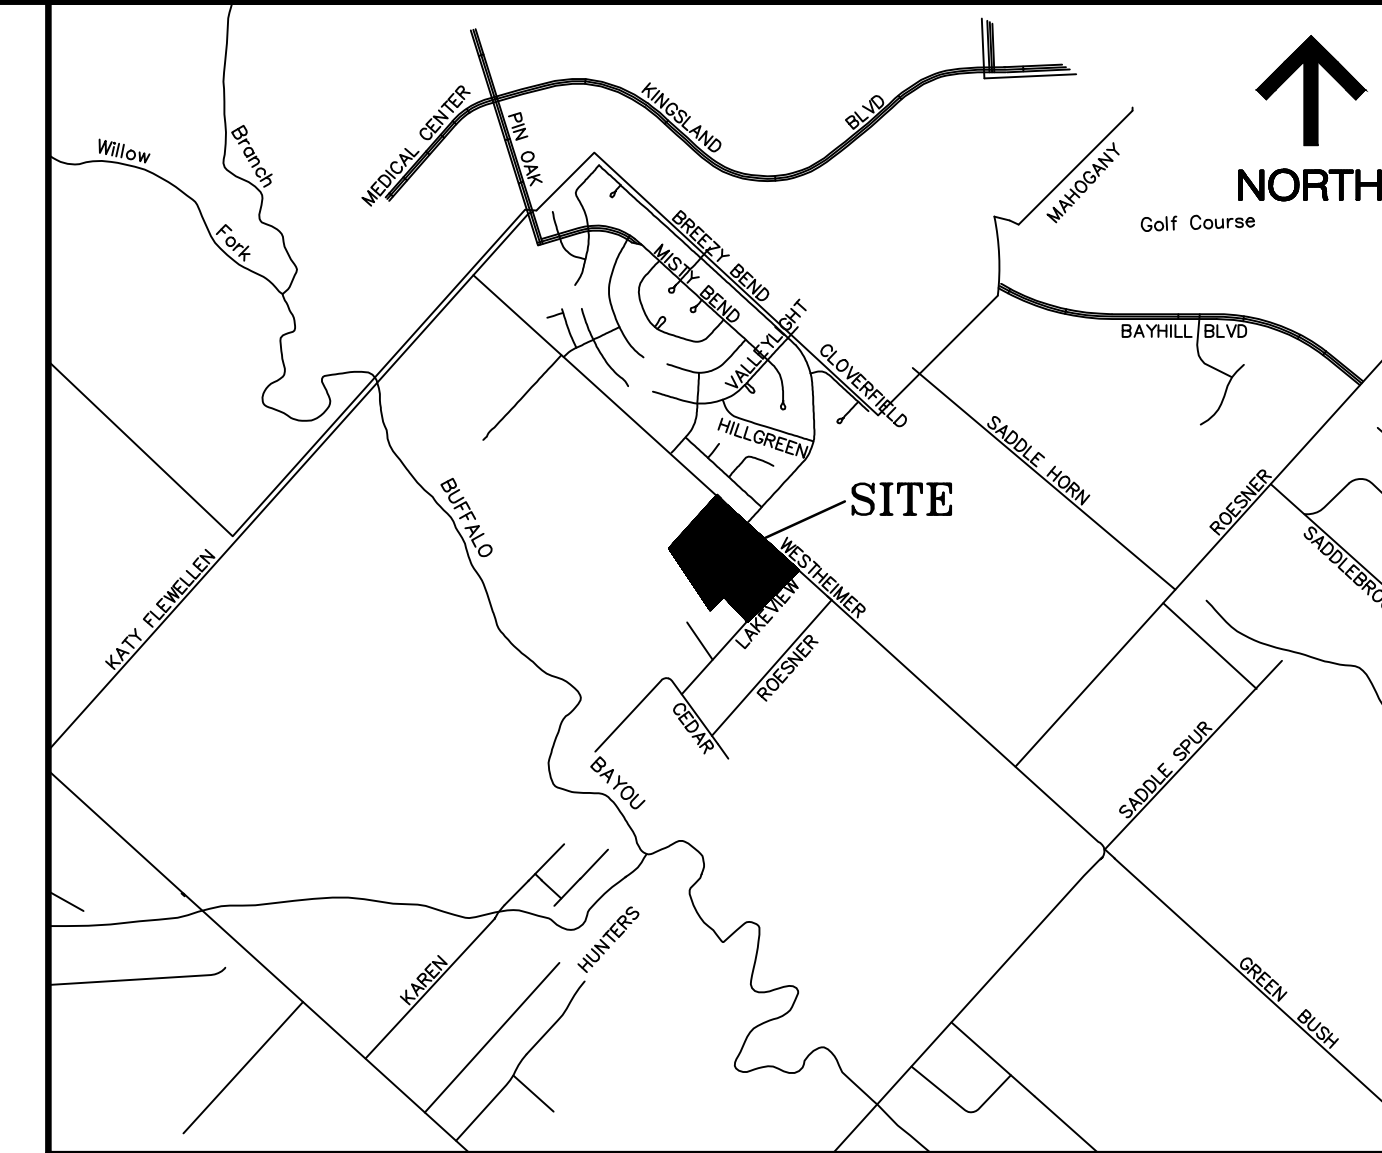 MEDICAL CENTER
PIN OAK
KINGSLAND
BLVD
Willow
Branch
Fork
MAHOGANY
NORTH
Golf Course
BREEZY BEND
MISTY BEND
VALLEYLIGHT
CLOVERFIELD
BAYHILL BLVD
HILLGREEN
SADDLE HORN
ROESNER
SADDLEBRO
BUFFALO
SITE
WESTHEIMER
LAKEVIEW
ROESNER
KATY FLEWELLEN
CEDAR
BAYOU
SADDLE SPUR
HUNTERS
KAREN
GREEN BUSH